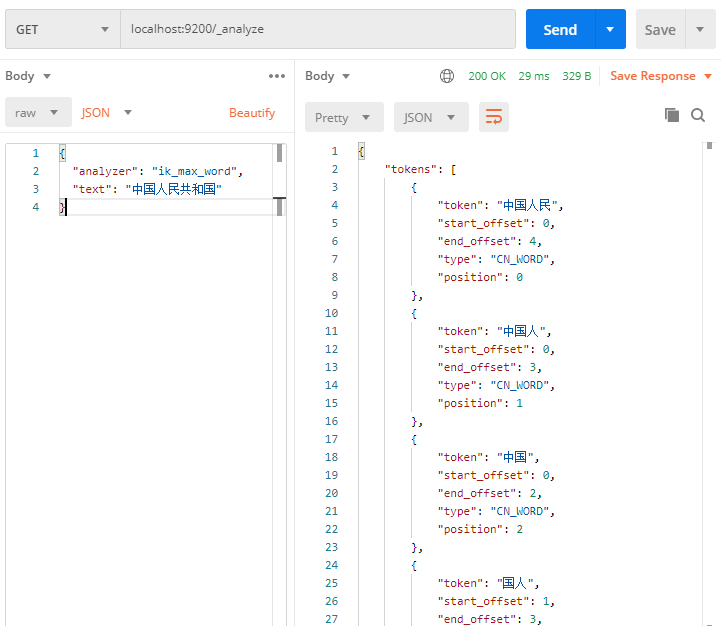 GET localhost:9200/_analyze Send Save
Body ••• Body 200 OK 29 ms 329 B Save Response
raw JSON Beautify Pretty JSON
1 {
2 "analyzer": "ik_max_word",
3 "text": "中国人民共和国"
4 }
1 {
2 "tokens": [
3 {
4 "token": "中国人民",
5 "start_offset": 0,
6 "end_offset": 4,
7 "type": "CN_WORD",
8 "position": 0
9 },
10 {
11 "token": "中国人",
12 "start_offset": 0,
13 "end_offset": 3,
14 "type": "CN_WORD",
15 "position": 1
16 },
17 {
18 "token": "中国",
19 "start_offset": 0,
20 "end_offset": 2,
21 "type": "CN_WORD",
22 "position": 2
23 },
24 {
25 "token": "国人",
26 "start_offset": 1,
27 "end_offset": 3,